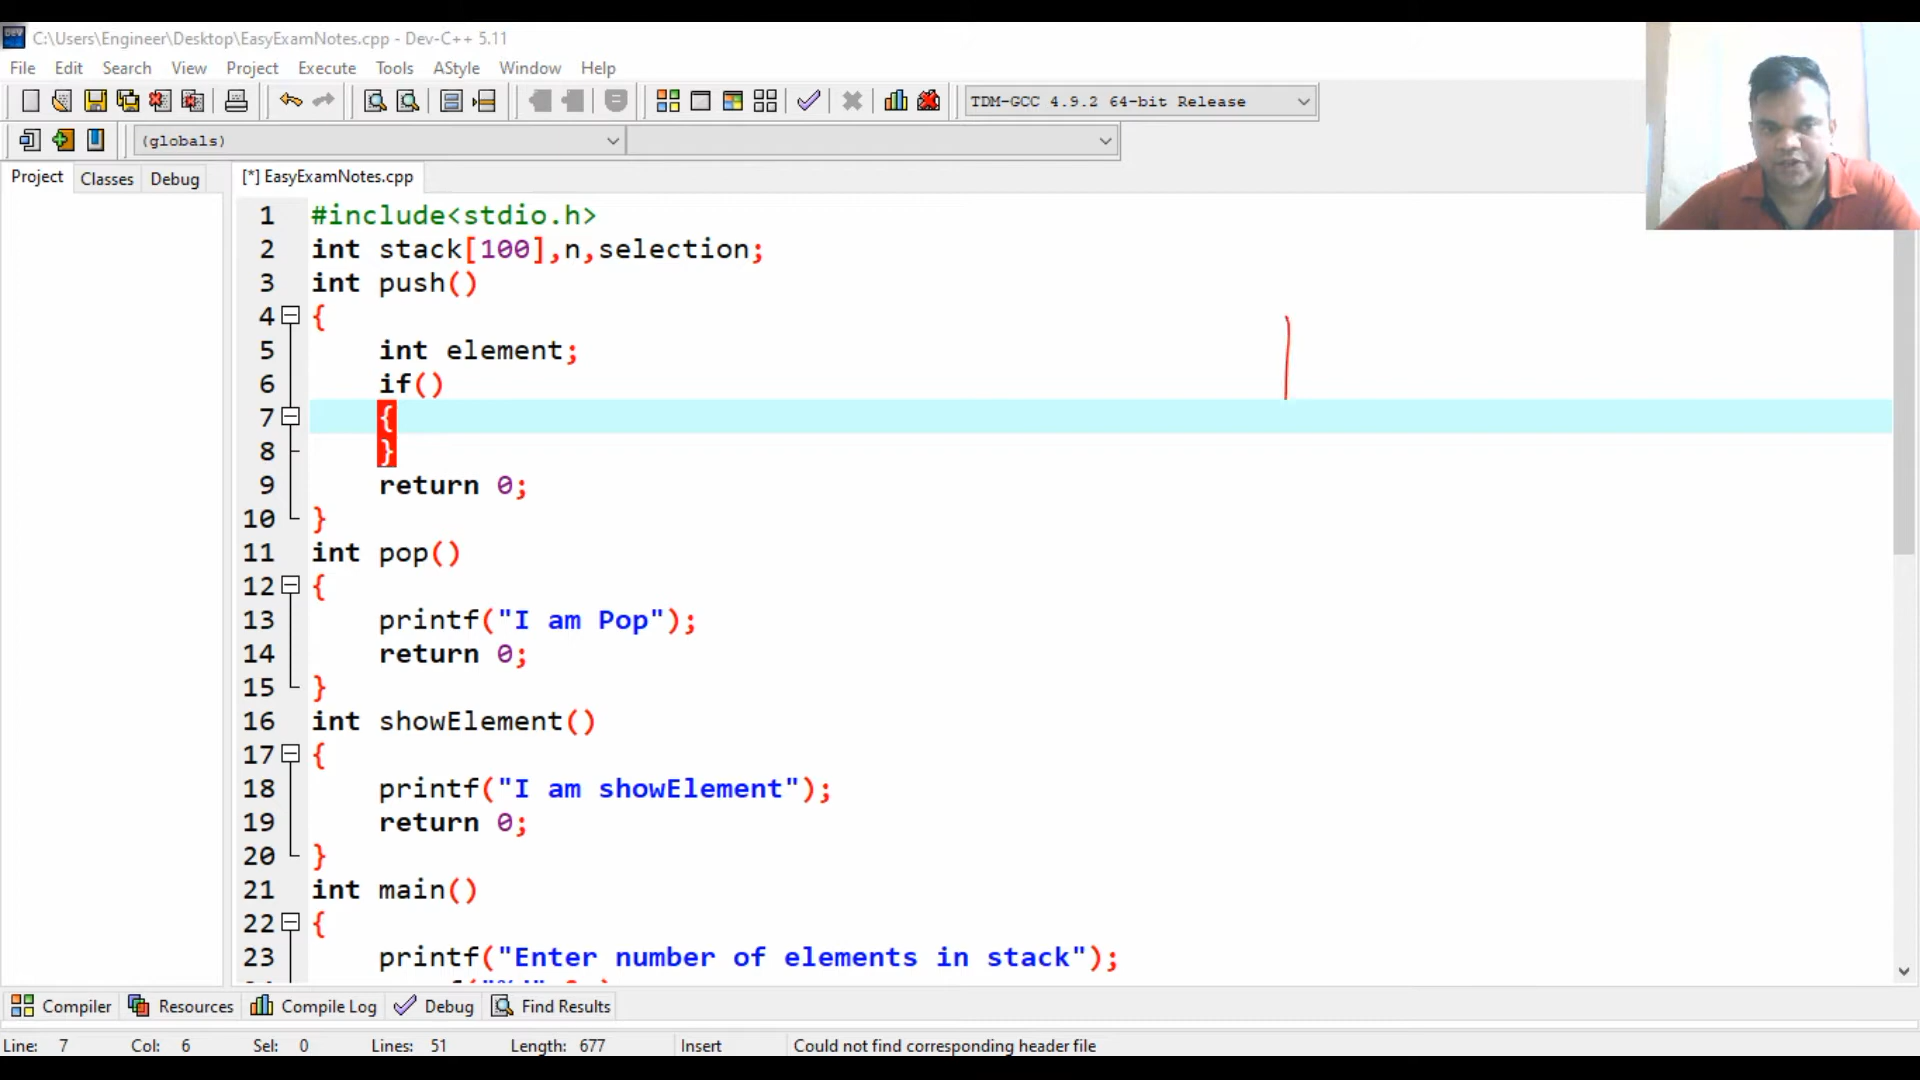 C:\Users\Engineer\Desktop\EasyExamNotes.cpp - Dev-C++ 5.11
File Edit Search View Project Execute Tools AStyle Window Help
TDM-GCC 4.9.2 64-bit Release
(globals)
Project Classes Debug [*] EasyExamNotes.cpp
1 #include<stdio.h>
2 int stack[100],n,selection;
3 int push()
4 {
5 int element;
6 if()
7 {
8 }
9 return 0;
10 }
11 int pop()
12 {
13 printf("I am Pop");
14 return 0;
15 }
16 int showElement()
17 {
18 printf("I am showElement");
19 return 0;
20 }
21 int main()
22 {
23 printf("Enter number of elements in stack");
Compiler Resources Compile Log Debug Find Results
Line: 7 Col: 6 Sel: 0 Lines: 51 Length: 677 Insert Could not find corresponding header file